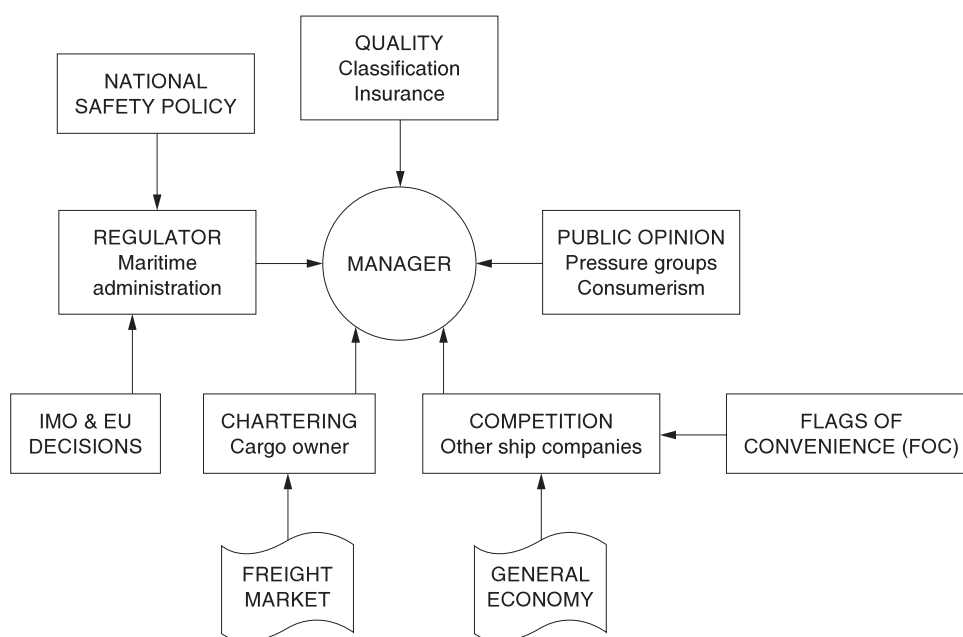 QUALITY
Classification
Insurance
NATIONAL
SAFETY POLICY
REGULATOR
Maritime
administration
MANAGER
PUBLIC OPINION
Pressure groups
Consumerism
IMO & EU
DECISIONS
CHARTERING
Cargo owner
COMPETITION
Other ship companies
FLAGS OF
CONVENIENCE (FOC)
FREIGHT
MARKET
GENERAL
ECONOMY